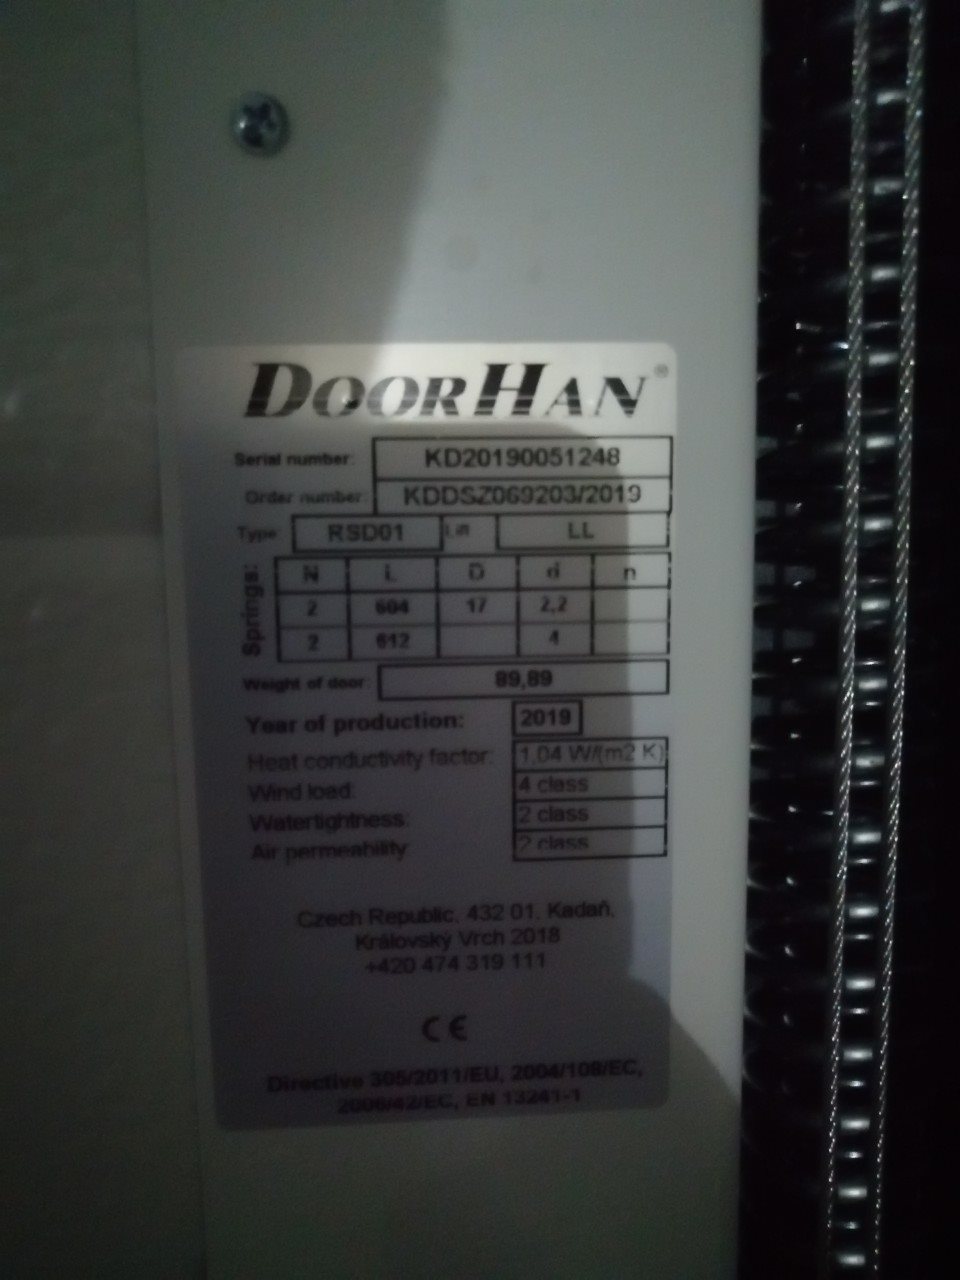 DOORHAN®
Serial number: KD20190051248
Order number: KDDSZ069203/2019
Type RSD01 Lift LL
Springs:
N L D d n
2 604 17 2,2
2 612 4
Weight of door: 89,89
Year of production: 2019
Heat conductivity factor: 1,04 W/(m2 K)
Wind load: 4 class
Watertightness: 2 class
Air permeability 2 class
Czech Republic, 432 01, Kadaň,
Královský Vrch 2018
+420 474 319 111
CE
Directive 305/2011/EU, 2004/108/EC,
2006/42/EC, EN 13241-1